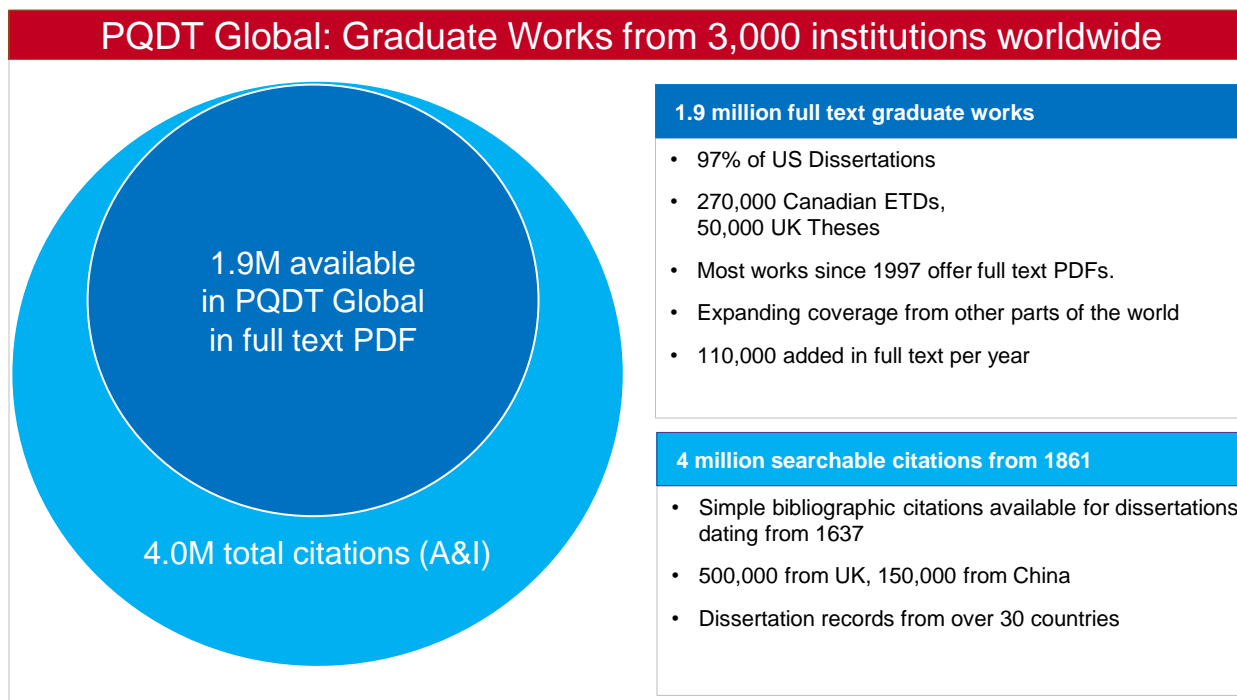 PQDT Global: Graduate Works from 3,000 institutions worldwide
1.9M available
in PQDT Global
in full text PDF
4.0M total citations (A&I)
1.9 million full text graduate works
• 97% of US Dissertations
• 270,000 Canadian ETDs,
50,000 UK Theses
• Most works since 1997 offer full text PDFs.
• Expanding coverage from other parts of the world
• 110,000 added in full text per year
4 million searchable citations from 1861
• Simple bibliographic citations available for dissertations
dating from 1637
• 500,000 from UK, 150,000 from China
• Dissertation records from over 30 countries